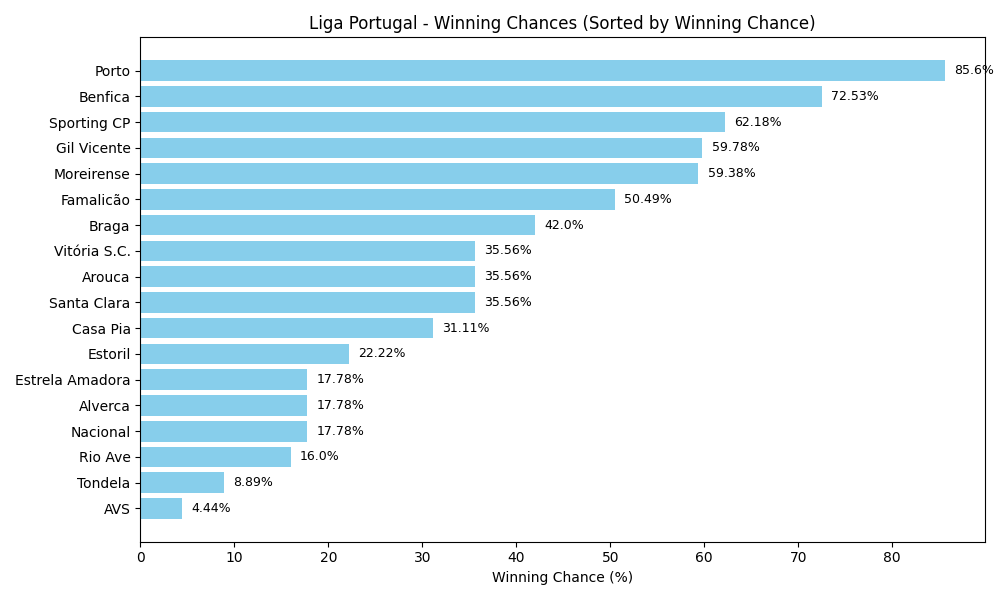 Liga Portugal - Winning Chances (Sorted by Winning Chance)
Porto 85.6%
Benfica 72.53%
Sporting CP 62.18%
Gil Vicente 59.78%
Moreirense 59.38%
Famalicão 50.49%
Braga 42.0%
Vitória S.C. 35.56%
Arouca 35.56%
Santa Clara 35.56%
Casa Pia 31.11%
Estoril 22.22%
Estrela Amadora 17.78%
Alverca 17.78%
Nacional 17.78%
Rio Ave 16.0%
Tondela 8.89%
AVS 4.44%
0 10 20 30 40 50 60 70 80
Winning Chance (%)